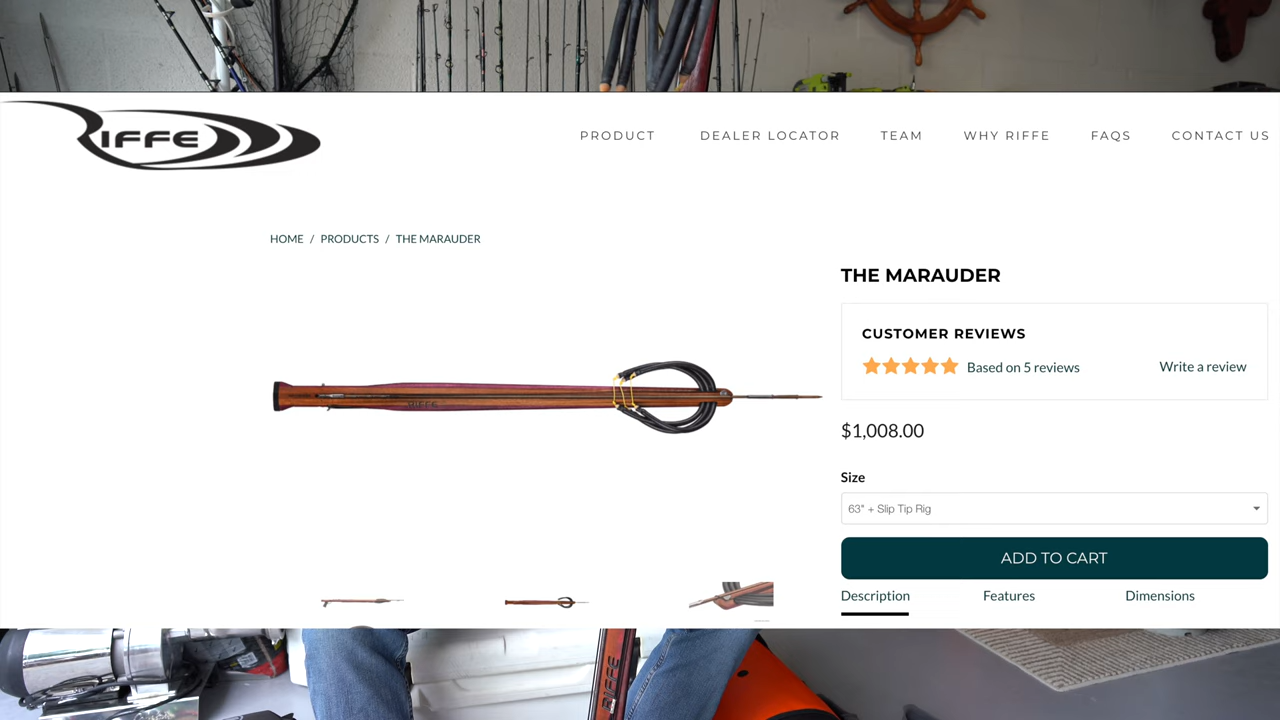 RIFFE
PRODUCT
DEALER LOCATOR
TEAM
WHY RIFFE
FAQS
CONTACT US
HOME / PRODUCTS / THE MARAUDER
THE MARAUDER
CUSTOMER REVIEWS
Based on 5 reviews
Write a review
$1,008.00
Size
63" + Slip Tip Rig
ADD TO CART
Description
Features
Dimensions
RIFFE
RIFFE